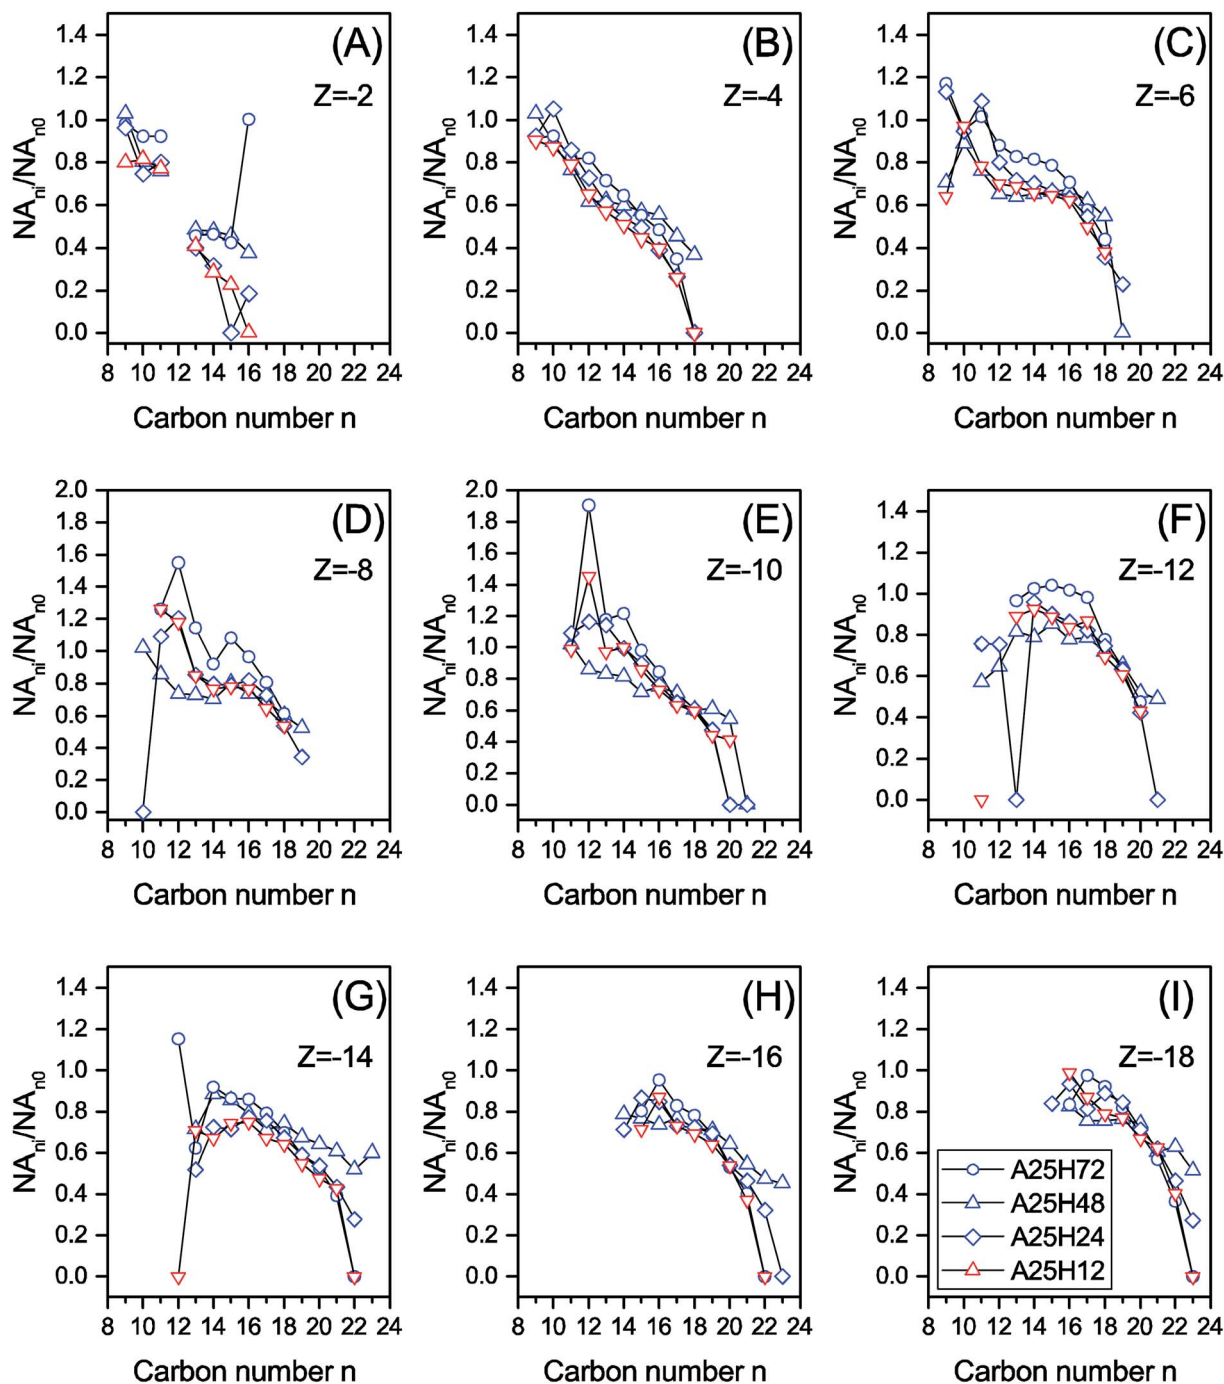 (A)
Z=-2
NAni/NAn0
1.4
1.2
1.0
0.8
0.6
0.4
0.2
0.0
8 10 12 14 16 18 20 22 24
Carbon number n
(B)
Z=-4
NAni/NAn0
1.4
1.2
1.0
0.8
0.6
0.4
0.2
0.0
8 10 12 14 16 18 20 22 24
Carbon number n
(C)
Z=-6
NAni/NAn0
1.4
1.2
1.0
0.8
0.6
0.4
0.2
0.0
8 10 12 14 16 18 20 22 24
Carbon number n
(D)
Z=-8
NAni/NAn0
2.0
1.8
1.6
1.4
1.2
1.0
0.8
0.6
0.4
0.2
0.0
8 10 12 14 16 18 20 22 24
Carbon number n
(E)
Z=-10
NAni/NAn0
2.0
1.8
1.6
1.4
1.2
1.0
0.8
0.6
0.4
0.2
0.0
8 10 12 14 16 18 20 22 24
Carbon number n
(F)
Z=-12
NAni/NAn0
1.4
1.2
1.0
0.8
0.6
0.4
0.2
0.0
8 10 12 14 16 18 20 22 24
Carbon number n
(G)
Z=-14
NAni/NAn0
1.4
1.2
1.0
0.8
0.6
0.4
0.2
0.0
8 10 12 14 16 18 20 22 24
Carbon number n
(H)
Z=-16
NAni/NAn0
1.4
1.2
1.0
0.8
0.6
0.4
0.2
0.0
8 10 12 14 16 18 20 22 24
Carbon number n
(I)
Z=-18
NAni/NAn0
1.4
1.2
1.0
0.8
0.6
0.4
0.2
0.0
A25H72
A25H48
A25H24
A25H12
8 10 12 14 16 18 20 22 24
Carbon number n